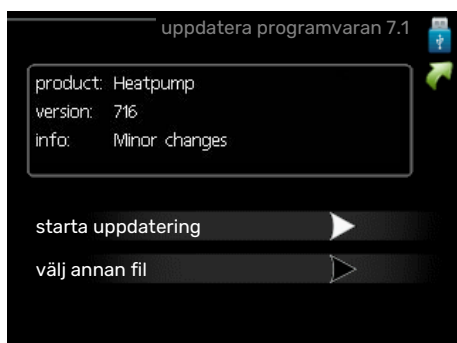 uppdatera programvaran 7.1
product: Heatpump
version: 716
info: Minor changes
starta uppdatering
välj annan fil